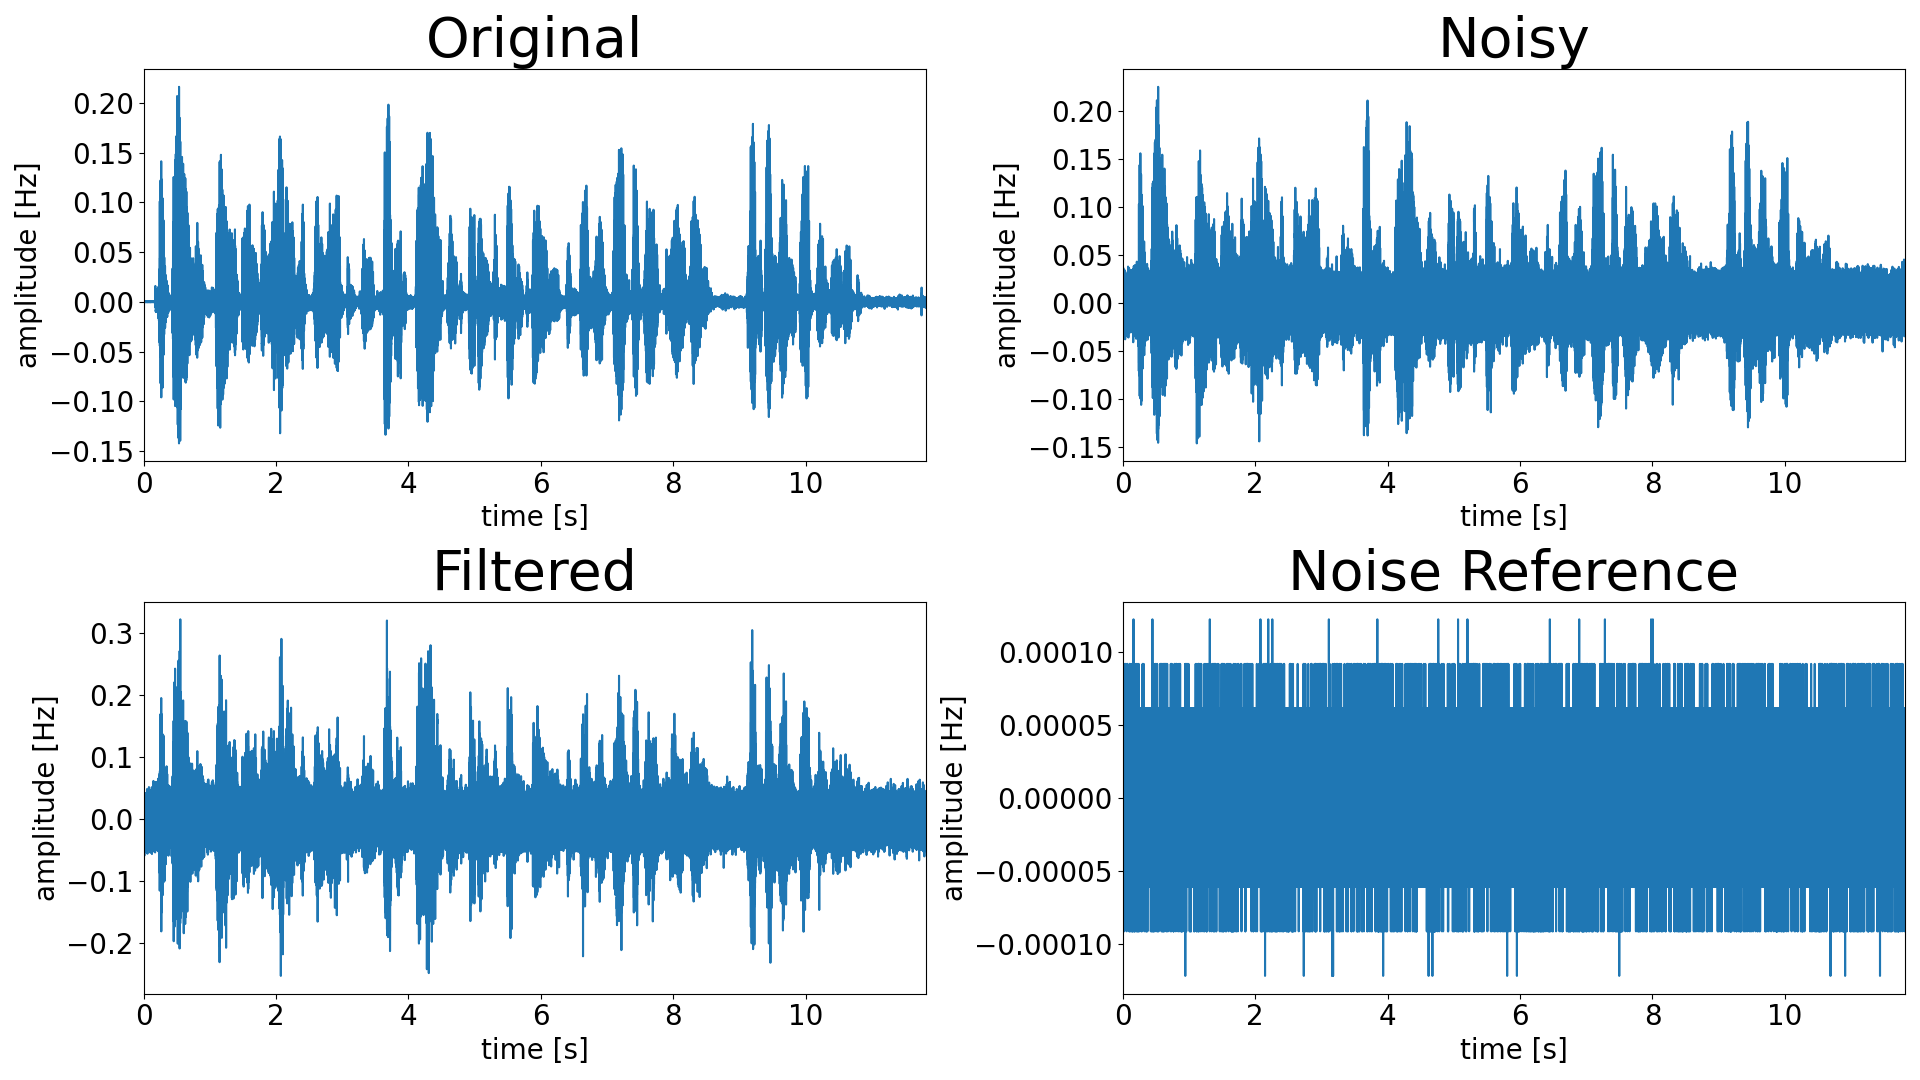 Original
amplitude [Hz]
0.20
0.15
0.10
0.05
0.00
−0.05
−0.10
−0.15
0 2 4 6 8 10
time [s]
Noisy
amplitude [Hz]
0.20
0.15
0.10
0.05
0.00
−0.05
−0.10
−0.15
0 2 4 6 8 10
time [s]
Filtered
amplitude [Hz]
0.3
0.2
0.1
0.0
−0.1
−0.2
0 2 4 6 8 10
time [s]
Noise Reference
amplitude [Hz]
0.00010
0.00005
0.00000
−0.00005
−0.00010
0 2 4 6 8 10
time [s]